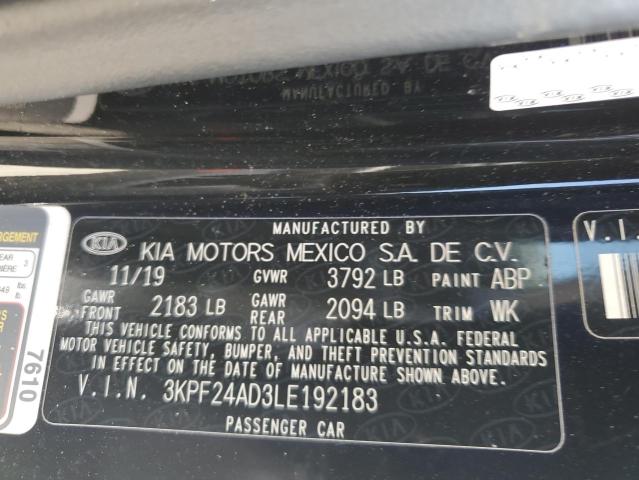 MANUFACTURED BY
KIA KIA MOTORS MEXICO S.A. DE C.V.
11/19 GVWR 3792 LB PAINT ABP
GAWR FRONT 2183 LB GAWR REAR 2094 LB TRIM WK
THIS VEHICLE CONFORMS TO ALL APPLICABLE U.S.A. FEDERAL
MOTOR VEHICLE SAFETY, BUMPER, AND THEFT PREVENTION STANDARDS
IN EFFECT ON THE DATE OF MANUFACTURE SHOWN ABOVE.
V.I.N. 3KPF24AD3LE192183
PASSENGER CAR
7610
V.I.